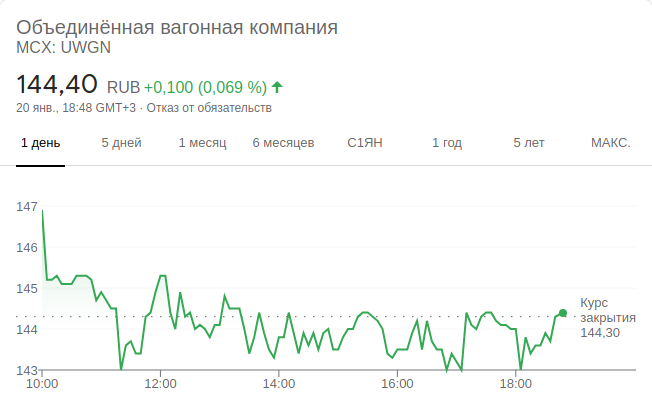 Объединённая вагонная компания
MCX: UWGN
144,40 RUB +0,100 (0,069 %)
20 янв., 18:48 GMT+3 · Отказ от обязательств
1 день 5 дней 1 месяц 6 месяцев С1ЯН 1 год 5 лет МАКС.
147
146
145
144
143
Курс
закрытия
144,30
10:00 12:00 14:00 16:00 18:00